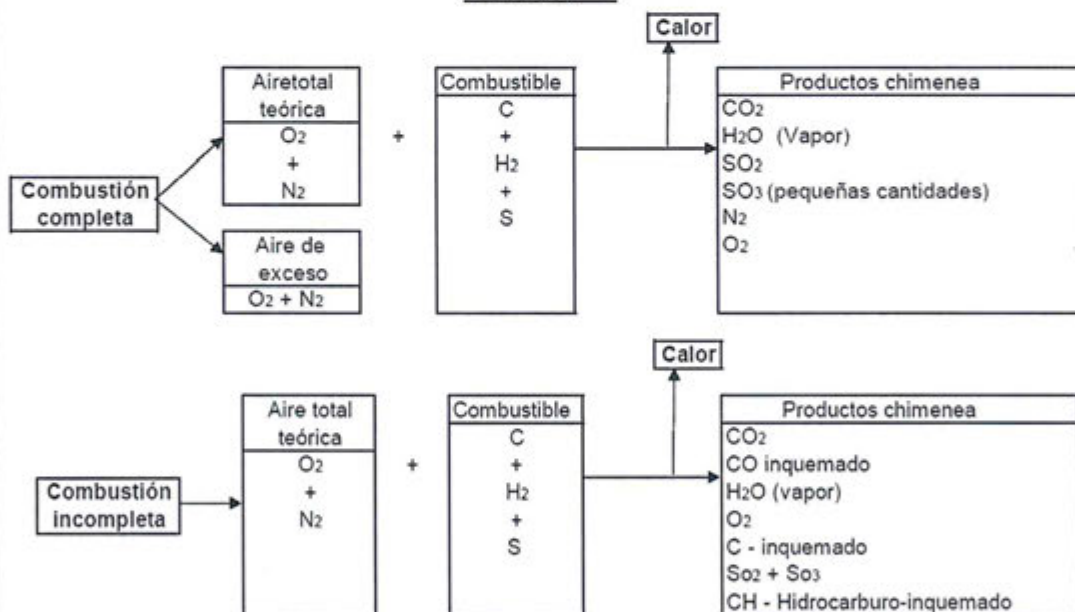 Calor
Airetotal
teórica
O2
+
N2
+
Combustible
C
+
H2
+
S
Productos chimenea
CO2
H2O (Vapor)
SO2
SO3 (pequeñas cantidades)
N2
O2
Combustión
completa
Aire de
exceso
O2 + N2
Calor
Aire total
teórica
O2
+
N2
+
Combustible
C
+
H2
+
S
Productos chimenea
CO2
CO inquemado
H2O (vapor)
O2
C - inquemado
So2 + So3
CH - Hidrocarburo-inquemado
Combustión
incompleta